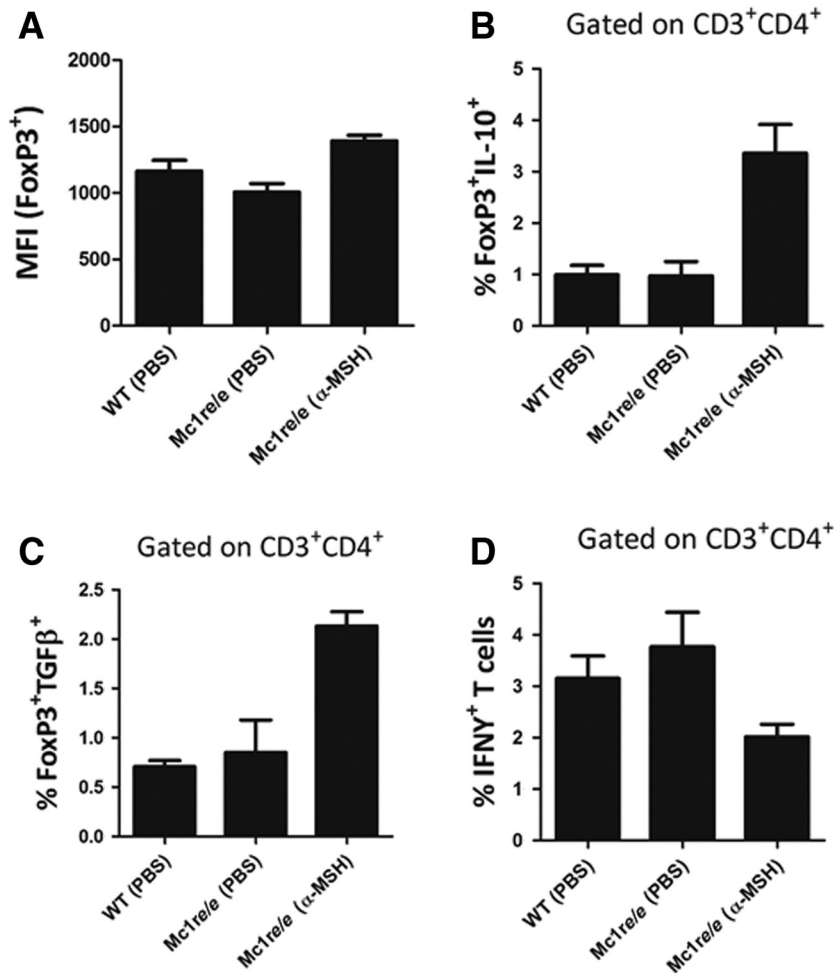 A
MFI (FoxP3⁺)
2000
1500
1000
500
0
WT (PBS)
Mc1re/e (PBS)
Mc1re/e (α-MSH)
B
Gated on CD3⁺CD4⁺
% FoxP3⁺IL-10⁺
5
4
3
2
1
0
WT (PBS)
Mc1re/e (PBS)
Mc1re/e (α-MSH)
C
Gated on CD3⁺CD4⁺
% FoxP3⁺TGFβ⁺
2.5
2.0
1.5
1.0
0.5
0.0
WT (PBS)
Mc1re/e (PBS)
Mc1re/e (α-MSH)
D
Gated on CD3⁺CD4⁺
% IFNY⁺ T cells
5
4
3
2
1
0
WT (PBS)
Mc1re/e (PBS)
Mc1re/e (α-MSH)